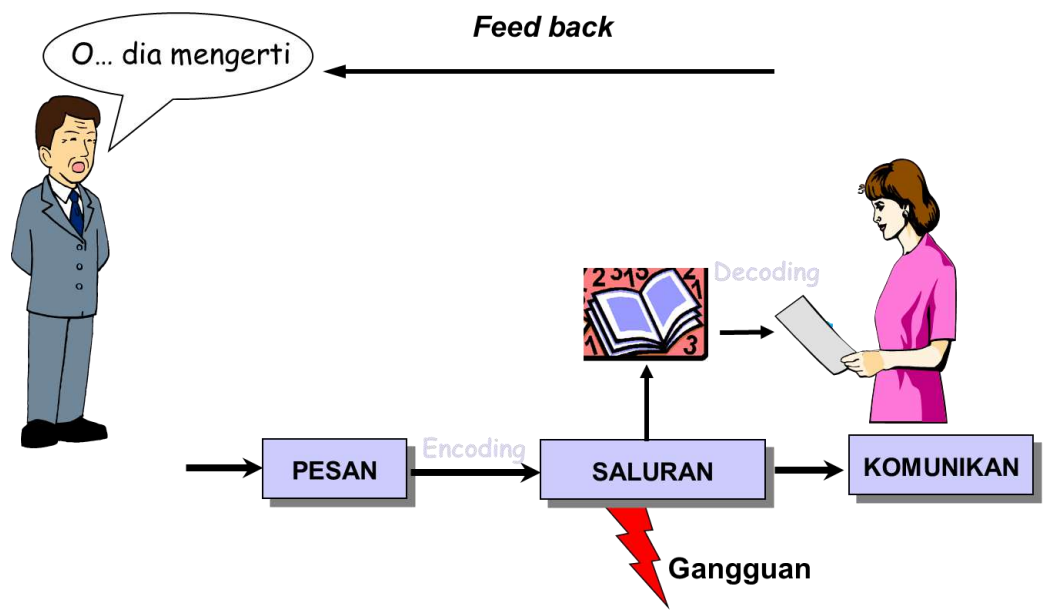 Feed back
O... dia mengerti
Decoding
Encoding
PESAN
SALURAN
KOMUNIKAN
Gangguan